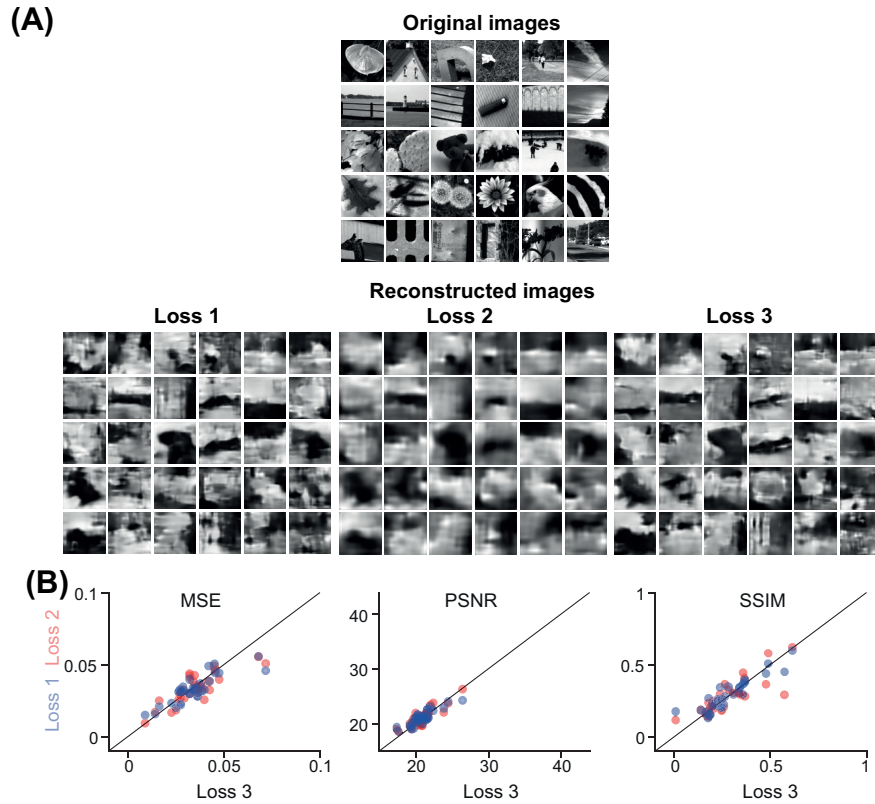 (A)
Original images
Reconstructed images
Loss 1
Loss 2
Loss 3
(B)
MSE
PSNR
SSIM
Loss 1 Loss 2
0.1
0.05
0
0
0.05
0.1
Loss 3
40
30
20
20
30
40
Loss 3
1
0.5
0
0
0.5
1
Loss 3